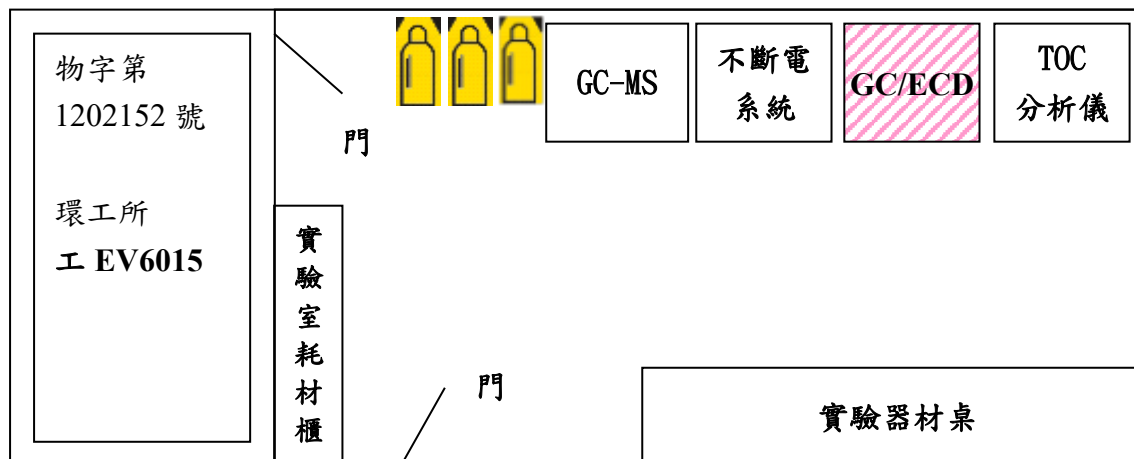 物字第
1202152 號
環工所
工 EV6015
門
GC-MS
不斷電
系統
GC/ECD
TOC
分析儀
實
驗
室
耗
材
櫃
門
實驗器材桌